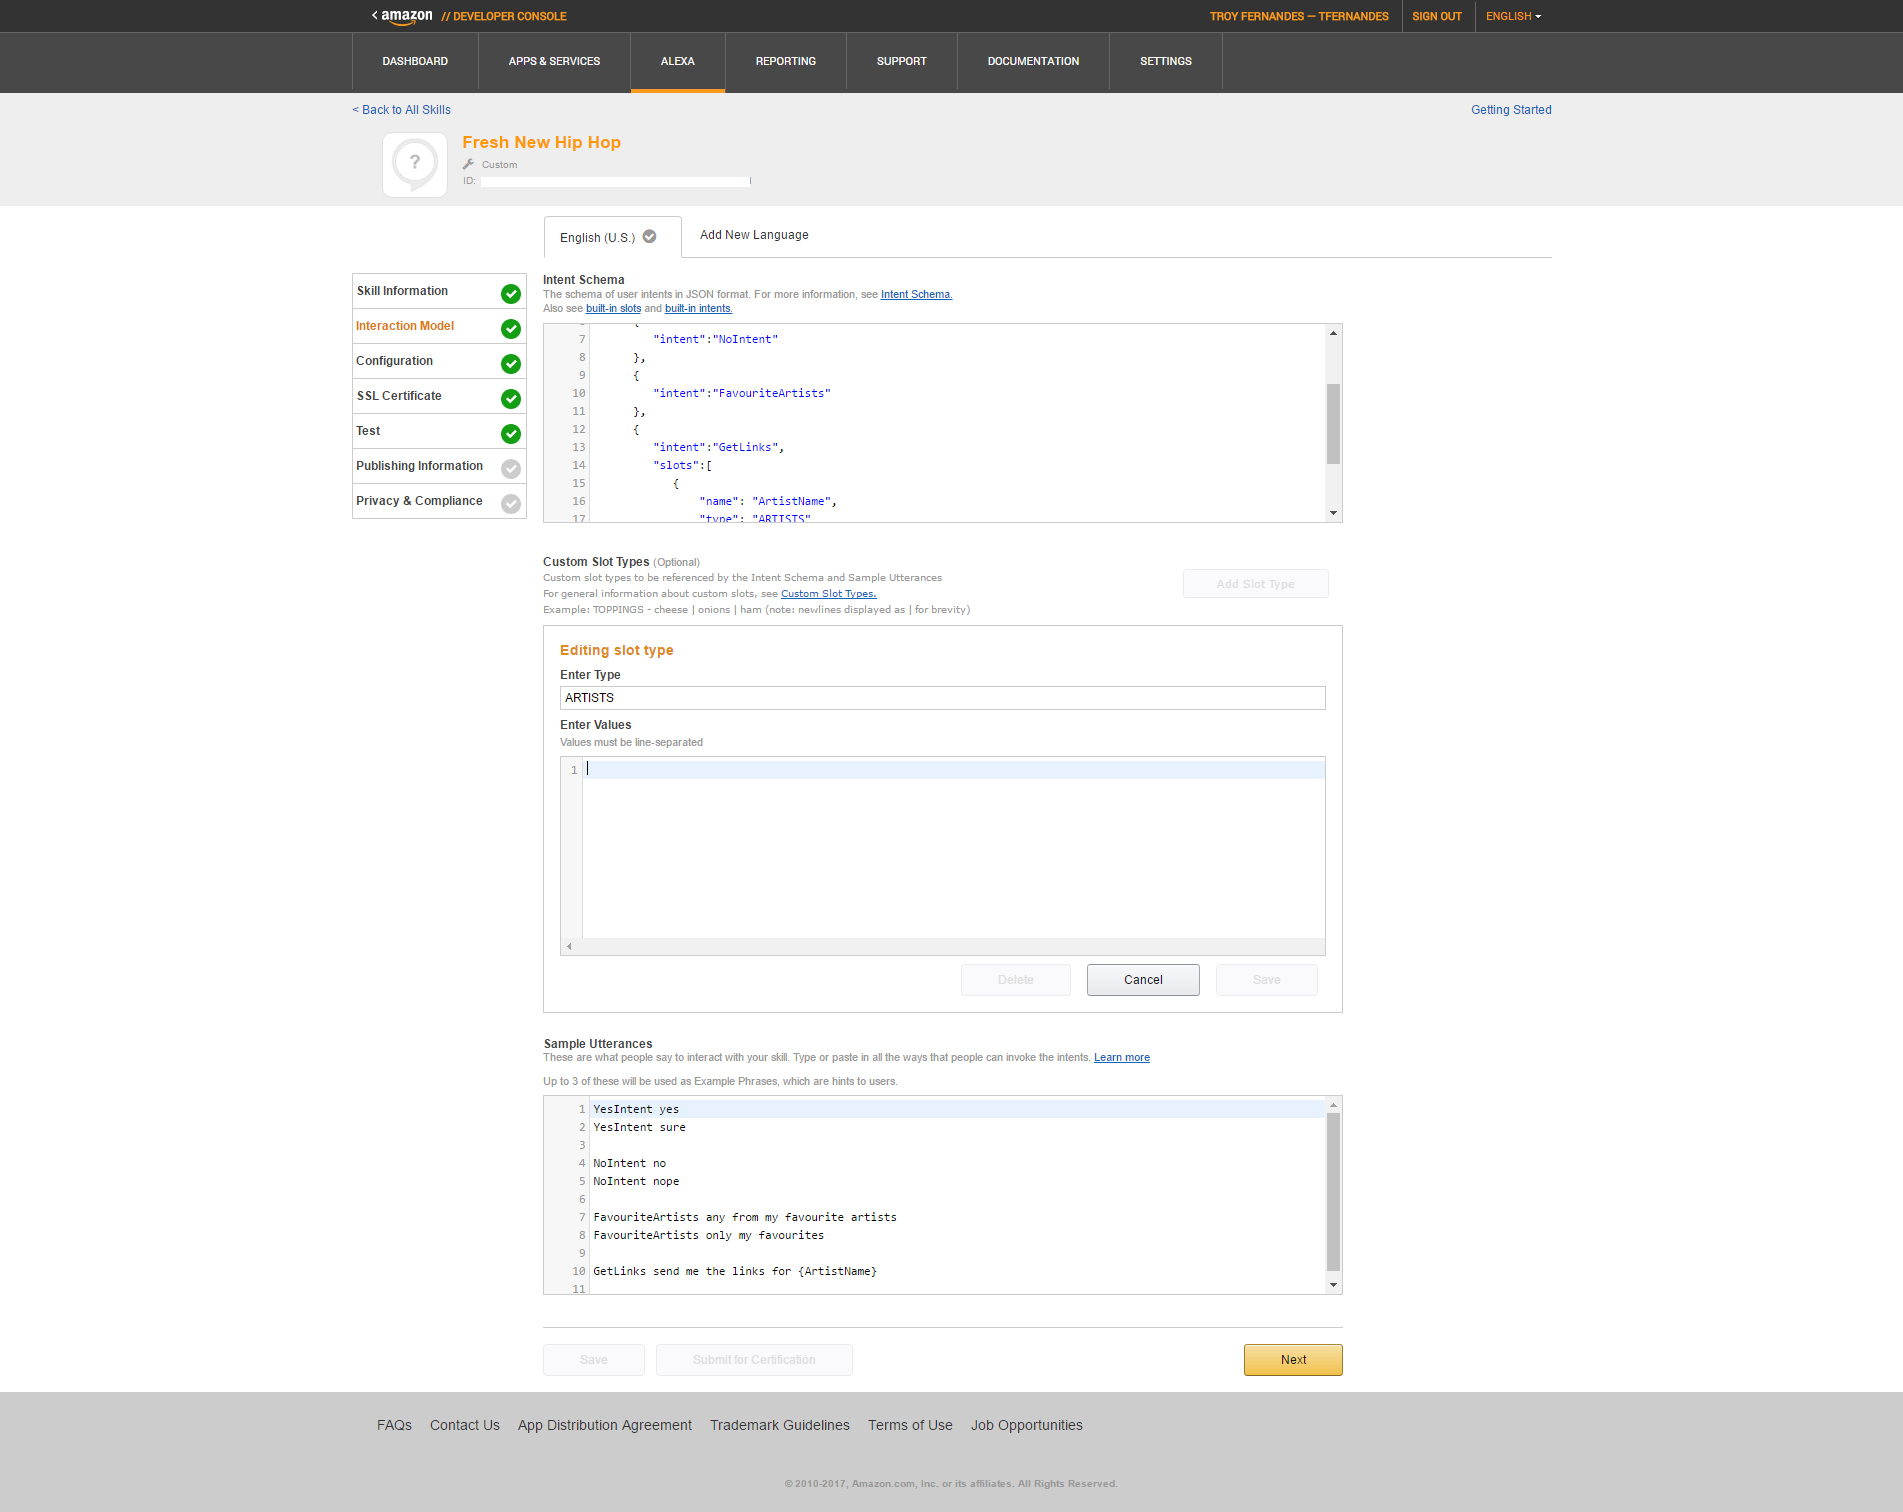 < amazon // DEVELOPER CONSOLE TROY FERNANDES — TFERNANDES SIGN OUT ENGLISH
DASHBOARD APPS & SERVICES ALEXA REPORTING SUPPORT DOCUMENTATION SETTINGS
< Back to All Skills Getting Started
?
Fresh New Hip Hop
Custom
ID:
English (U.S.) Add New Language
Skill Information
Interaction Model
Configuration
SSL Certificate
Test
Publishing Information
Privacy & Compliance
Intent Schema
The schema of user intents in JSON format. For more information, see Intent Schema.
Also see built-in slots and built-in intents.
6 {
7 "intent":"NoIntent"
8 },
9 {
10 "intent":"FavouriteArtists"
11 },
12 {
13 "intent":"GetLinks",
14 "slots":[
15 {
16 "name": "ArtistName",
17 "type": "ARTISTS"
Custom Slot Types (Optional)
Custom slot types to be referenced by the Intent Schema and Sample Utterances
For general information about custom slots, see Custom Slot Types.
Example: TOPPINGS - cheese | onions | ham (note: newlines displayed as | for brevity)
Add Slot Type
Editing slot type
Enter Type
ARTISTS
Enter Values
Values must be line-separated
1
Delete Cancel Save
Sample Utterances
These are what people say to interact with your skill. Type or paste in all the ways that people can invoke the intents. Learn more
Up to 3 of these will be used as Example Phrases, which are hints to users.
1 YesIntent yes
2 YesIntent sure
3
4 NoIntent no
5 NoIntent nope
6
7 FavouriteArtists any from my favourite artists
8 FavouriteArtists only my favourites
9
10 GetLinks send me the links for {ArtistName}
11
Save Submit for Certification Next
FAQs Contact Us App Distribution Agreement Trademark Guidelines Terms of Use Job Opportunities
© 2010-2017, Amazon.com, Inc. or its affiliates. All Rights Reserved.